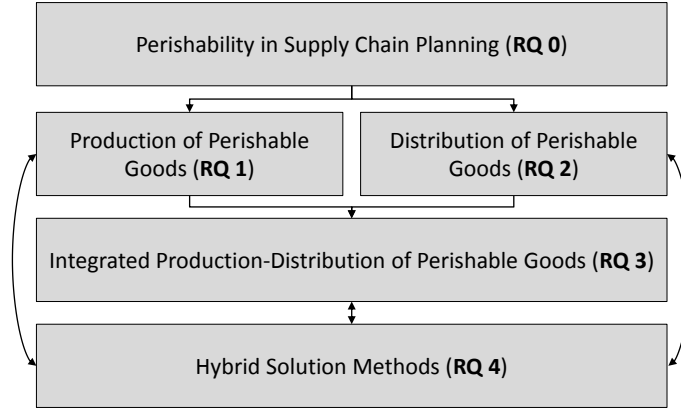 Perishability in Supply Chain Planning (RQ 0)
Production of Perishable
Goods (RQ 1)
Distribution of Perishable
Goods (RQ 2)
Integrated Production-Distribution of Perishable Goods (RQ 3)
Hybrid Solution Methods (RQ 4)